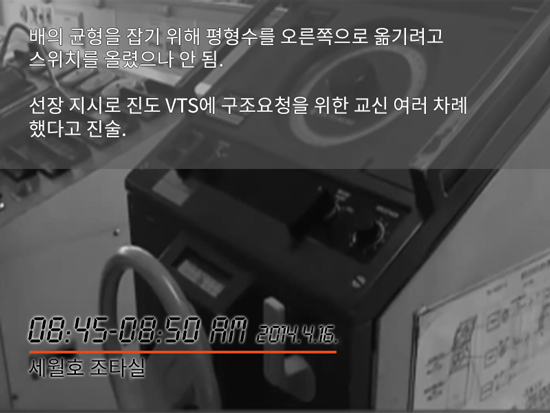 배의 균형을 잡기 위해 평형수를 오른쪽으로 옮기려고
스위치를 올렸으나 안 됨.
선장 지시로 진도 VTS에 구조요청을 위한 교신 여러 차례
했다고 진술.
08:45-08:50 AM 2014.4.16.
세월호 조타실